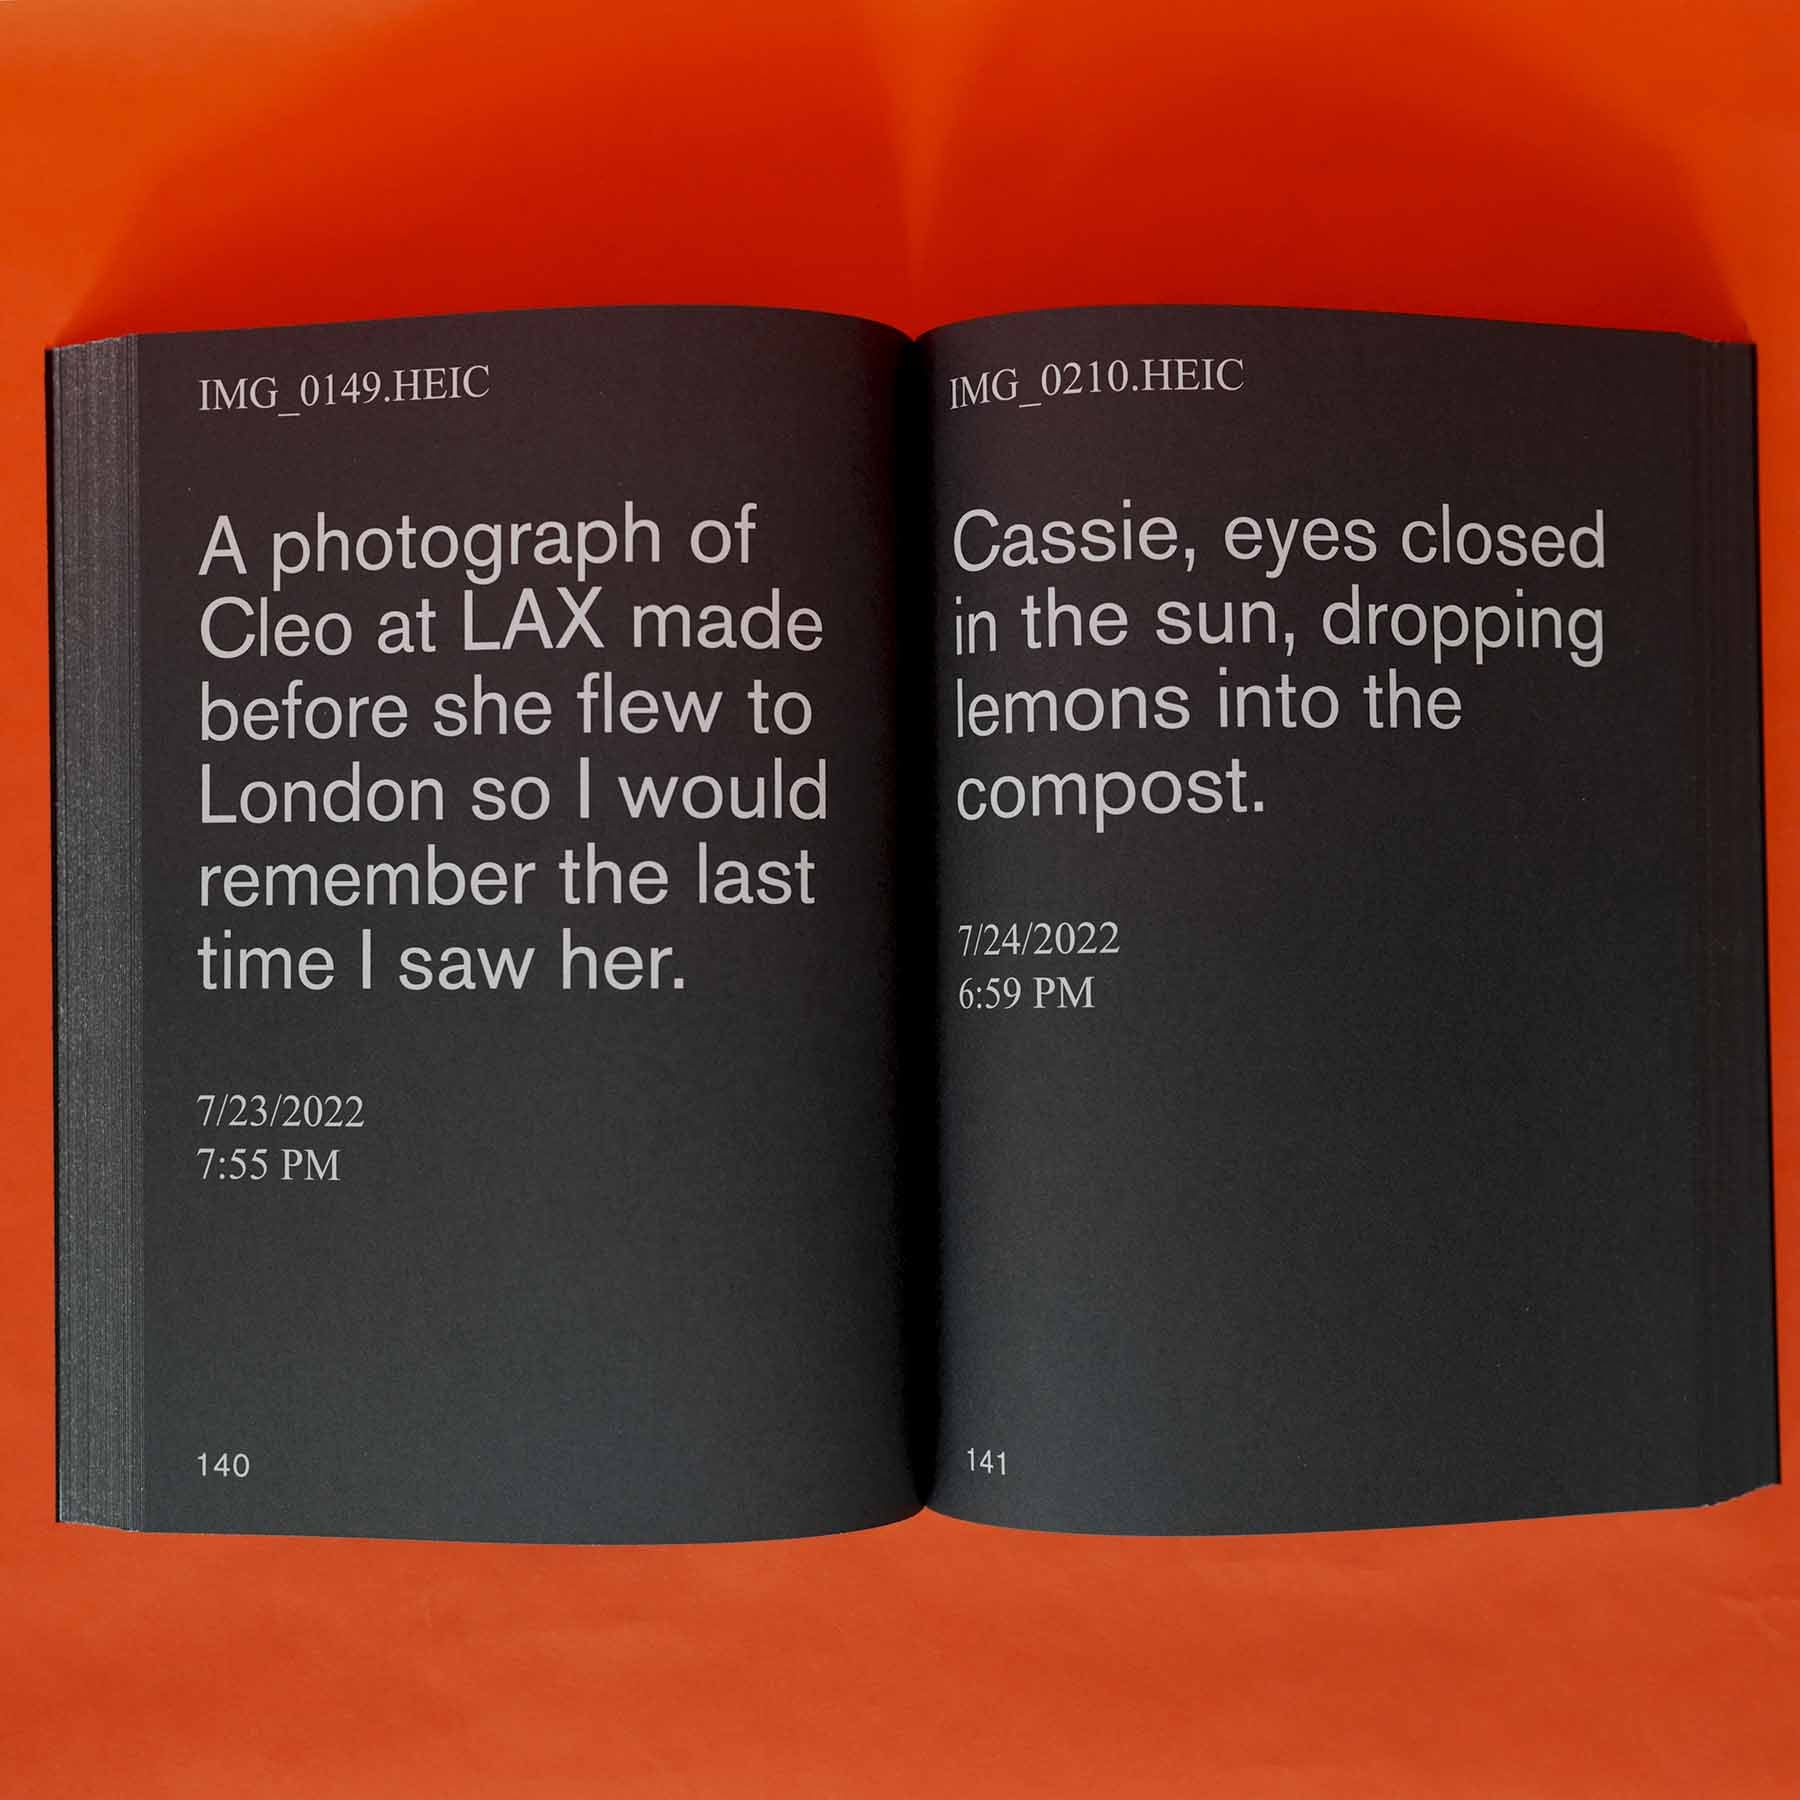 IMG_0149.HEIC
A photograph of
Cleo at LAX made
before she flew to
London so I would
remember the last
time I saw her.
7/23/2022
7:55 PM
140
IMG_0210.HEIC
Cassie, eyes closed
in the sun, dropping
lemons into the
compost.
7/24/2022
6:59 PM
141